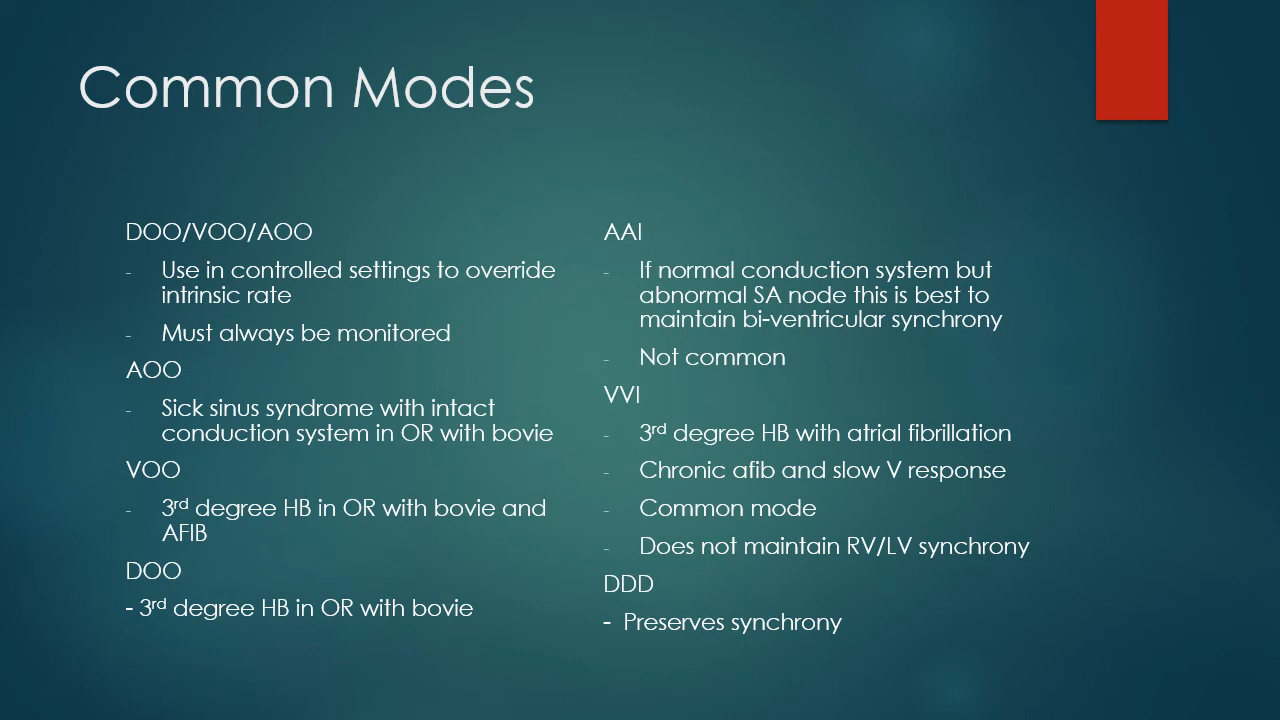 Common Modes
DOO/VOO/AOO
- Use in controlled settings to override
intrinsic rate
- Must always be monitored
AOO
- Sick sinus syndrome with intact
conduction system in OR with bovie
VOO
- 3rd degree HB in OR with bovie and
AFIB
DOO
- 3rd degree HB in OR with bovie
AAI
- If normal conduction system but
abnormal SA node this is best to
maintain bi-ventricular synchrony
- Not common
VVI
- 3rd degree HB with atrial fibrillation
- Chronic afib and slow V response
- Common mode
- Does not maintain RV/LV synchrony
DDD
- Preserves synchrony